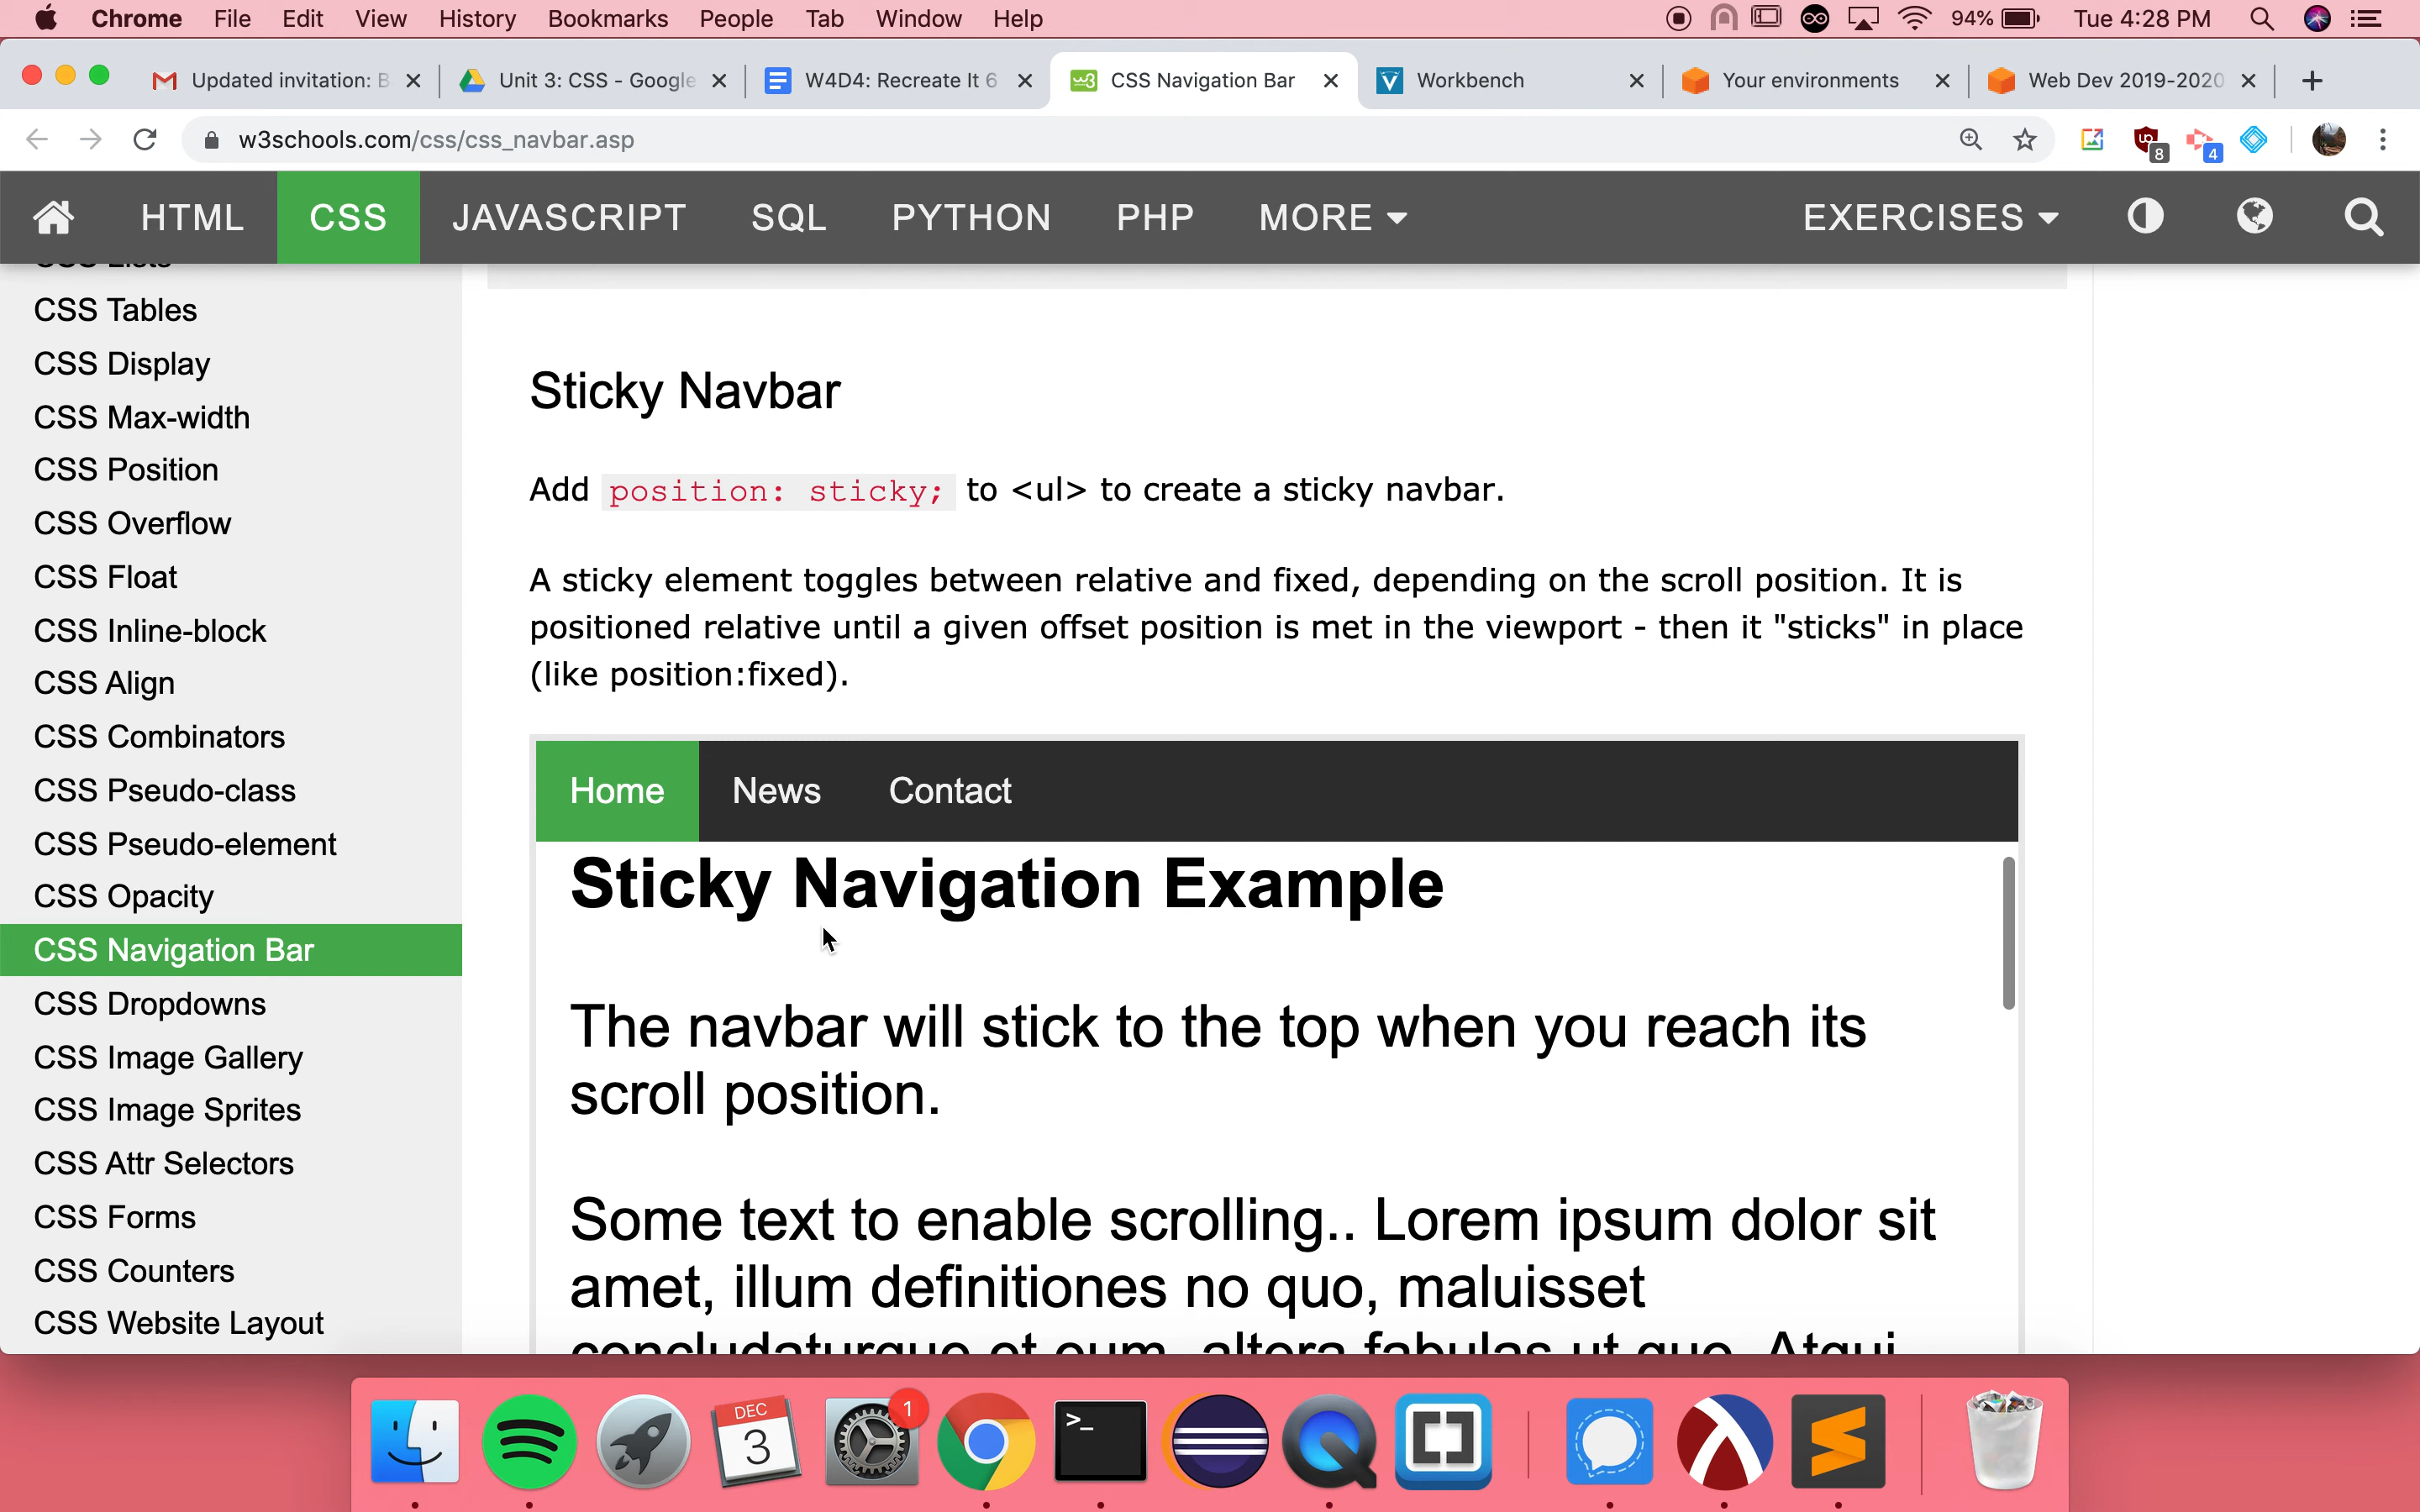 Chrome File Edit View History Bookmarks People Tab Window Help 94% Tue 4:28 PM
Updated invitation: B Unit 3: CSS - Google W4D4: Recreate It 6 CSS Navigation Bar Workbench Your environments Web Dev 2019-2020
w3schools.com/css/css_navbar.asp 8 4
HTML CSS JAVASCRIPT SQL PYTHON PHP MORE EXERCISES
CSS Tables
CSS Display
CSS Max-width
CSS Position
CSS Overflow
CSS Float
CSS Inline-block
CSS Align
CSS Combinators
CSS Pseudo-class
CSS Pseudo-element
CSS Opacity
CSS Navigation Bar
CSS Dropdowns
CSS Image Gallery
CSS Image Sprites
CSS Attr Selectors
CSS Forms
CSS Counters
CSS Website Layout
Sticky Navbar
Add position: sticky; to <ul> to create a sticky navbar.
A sticky element toggles between relative and fixed, depending on the scroll position. It is
positioned relative until a given offset position is met in the viewport - then it "sticks" in place
(like position:fixed).
Home News Contact
Sticky Navigation Example
The navbar will stick to the top when you reach its
scroll position.
Some text to enable scrolling.. Lorem ipsum dolor sit
amet, illum definitiones no quo, maluisset
concludaturque et eum, altera fabulas ut quo. Atqui
DEC
3
1
>_